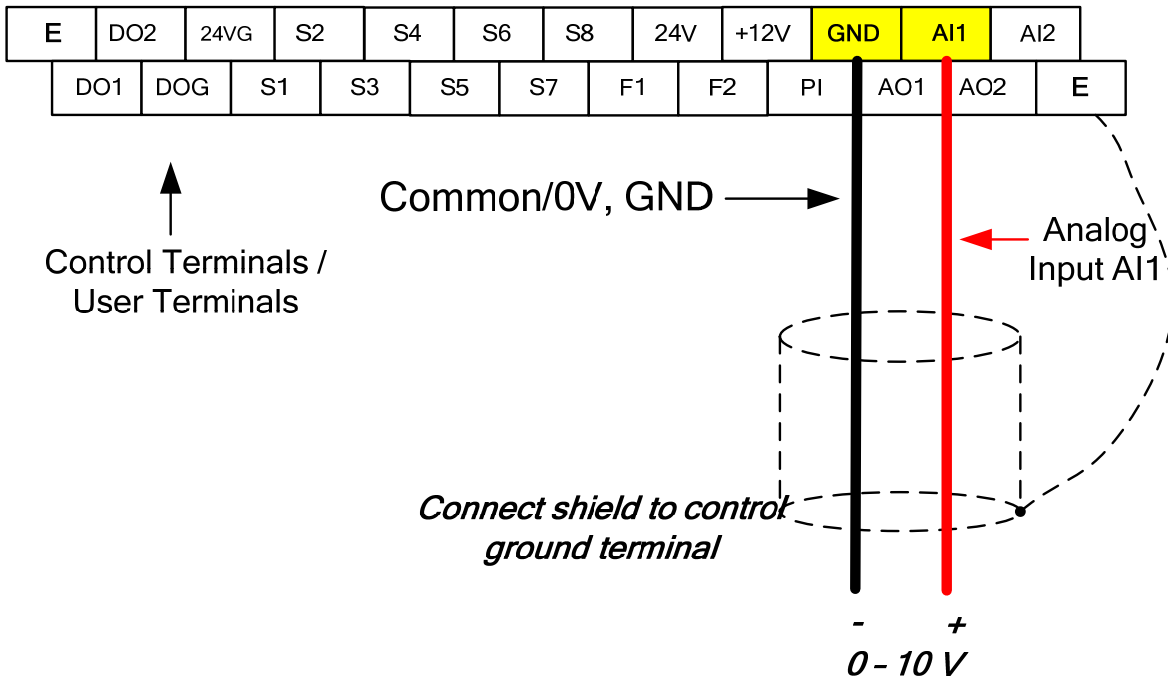 E DO2 24VG S2 S4 S6 S8 24V +12V GND AI1 AI2
DO1 DOG S1 S3 S5 S7 F1 F2 PI AO1 AO2 E
Common/0V, GND
Analog
Input AI1
Control Terminals /
User Terminals
Connect shield to control
ground terminal
- +
0 – 10 V